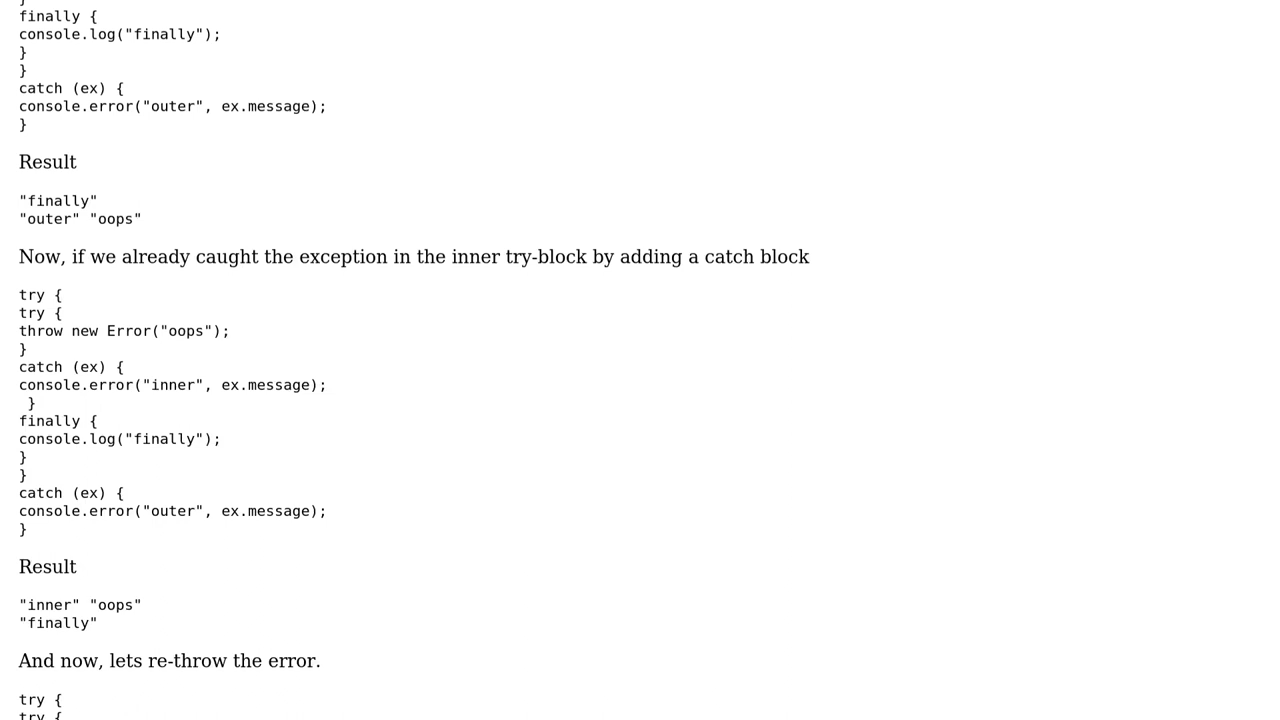 }
finally {
console.log("finally");
}
}
catch (ex) {
console.error("outer", ex.message);
}
Result
"finally"
"outer" "oops"
Now, if we already caught the exception in the inner try-block by adding a catch block
try {
try {
throw new Error("oops");
}
catch (ex) {
console.error("inner", ex.message);
 }
finally {
console.log("finally");
}
}
catch (ex) {
console.error("outer", ex.message);
}
Result
"inner" "oops"
"finally"
And now, lets re-throw the error.
try {
try {